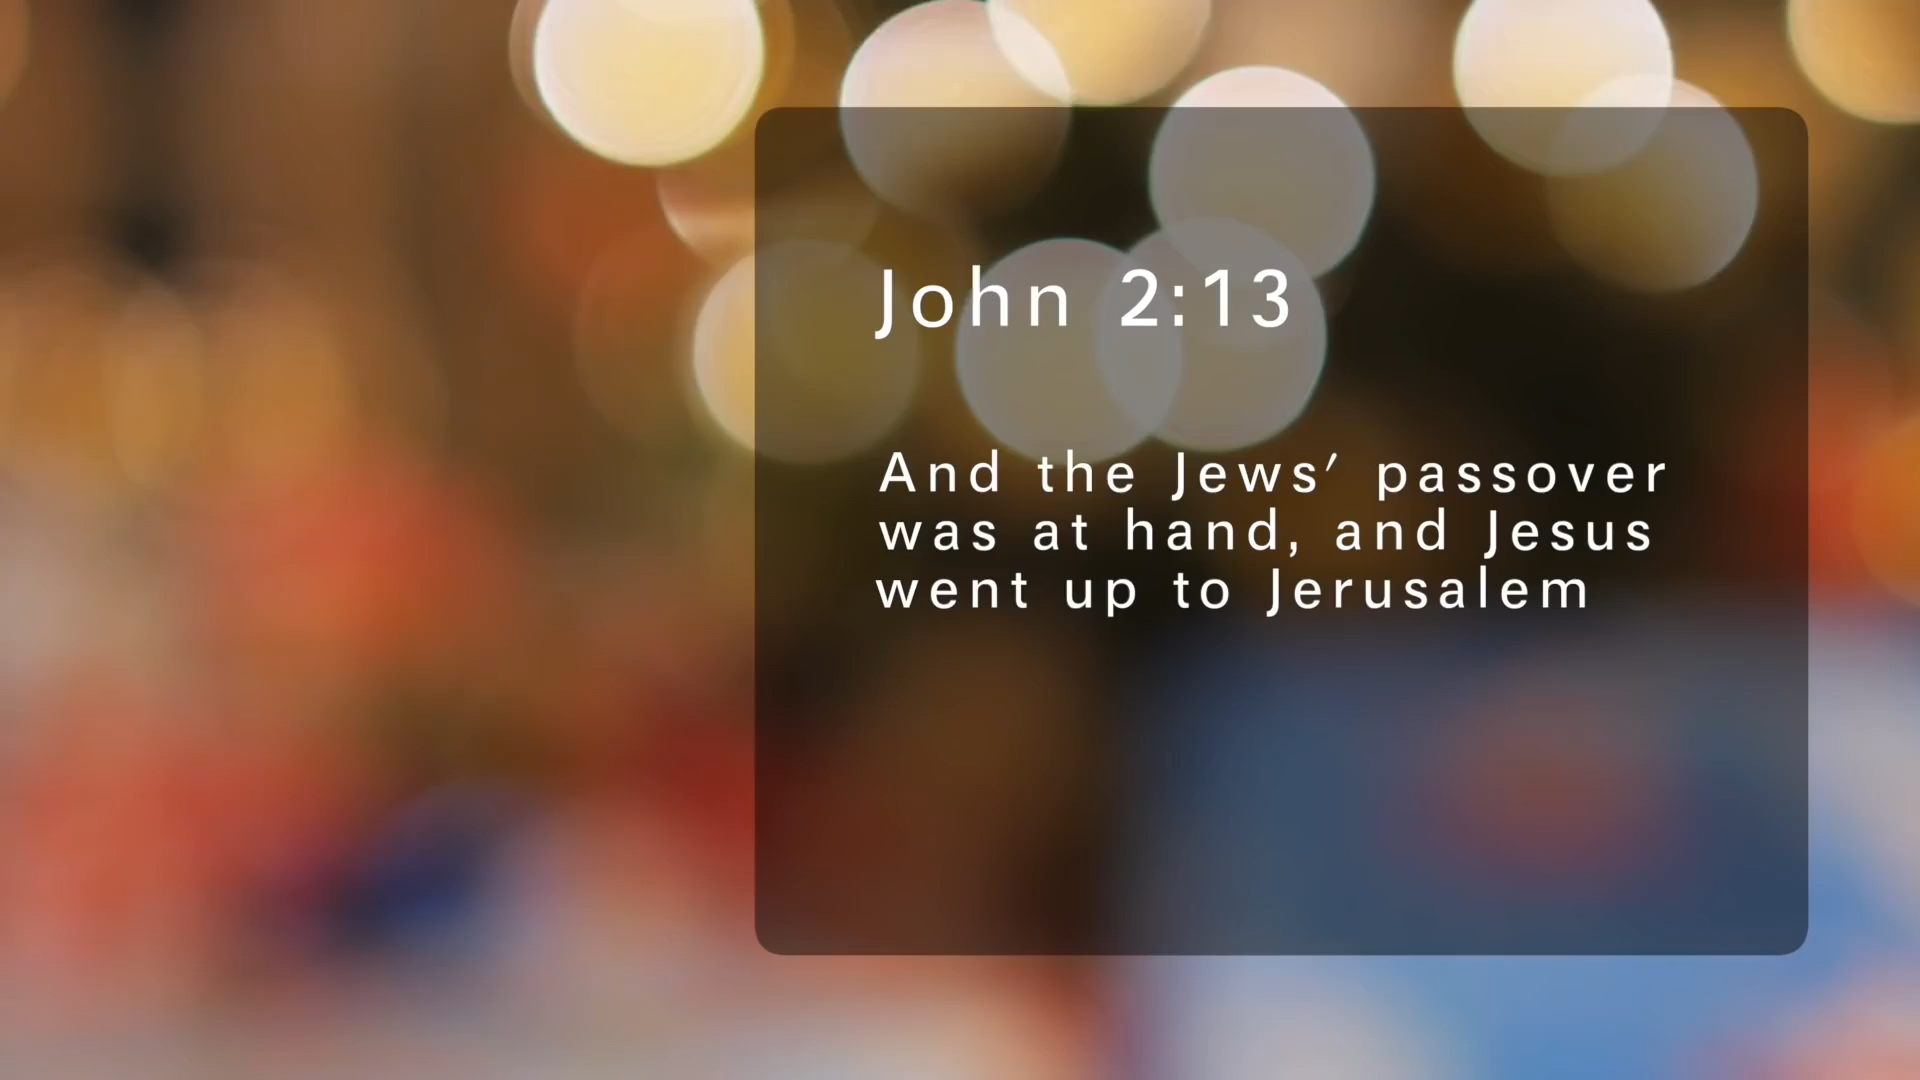 John 2:13
And the Jews′ passover
was at hand, and Jesus
went up to Jerusalem